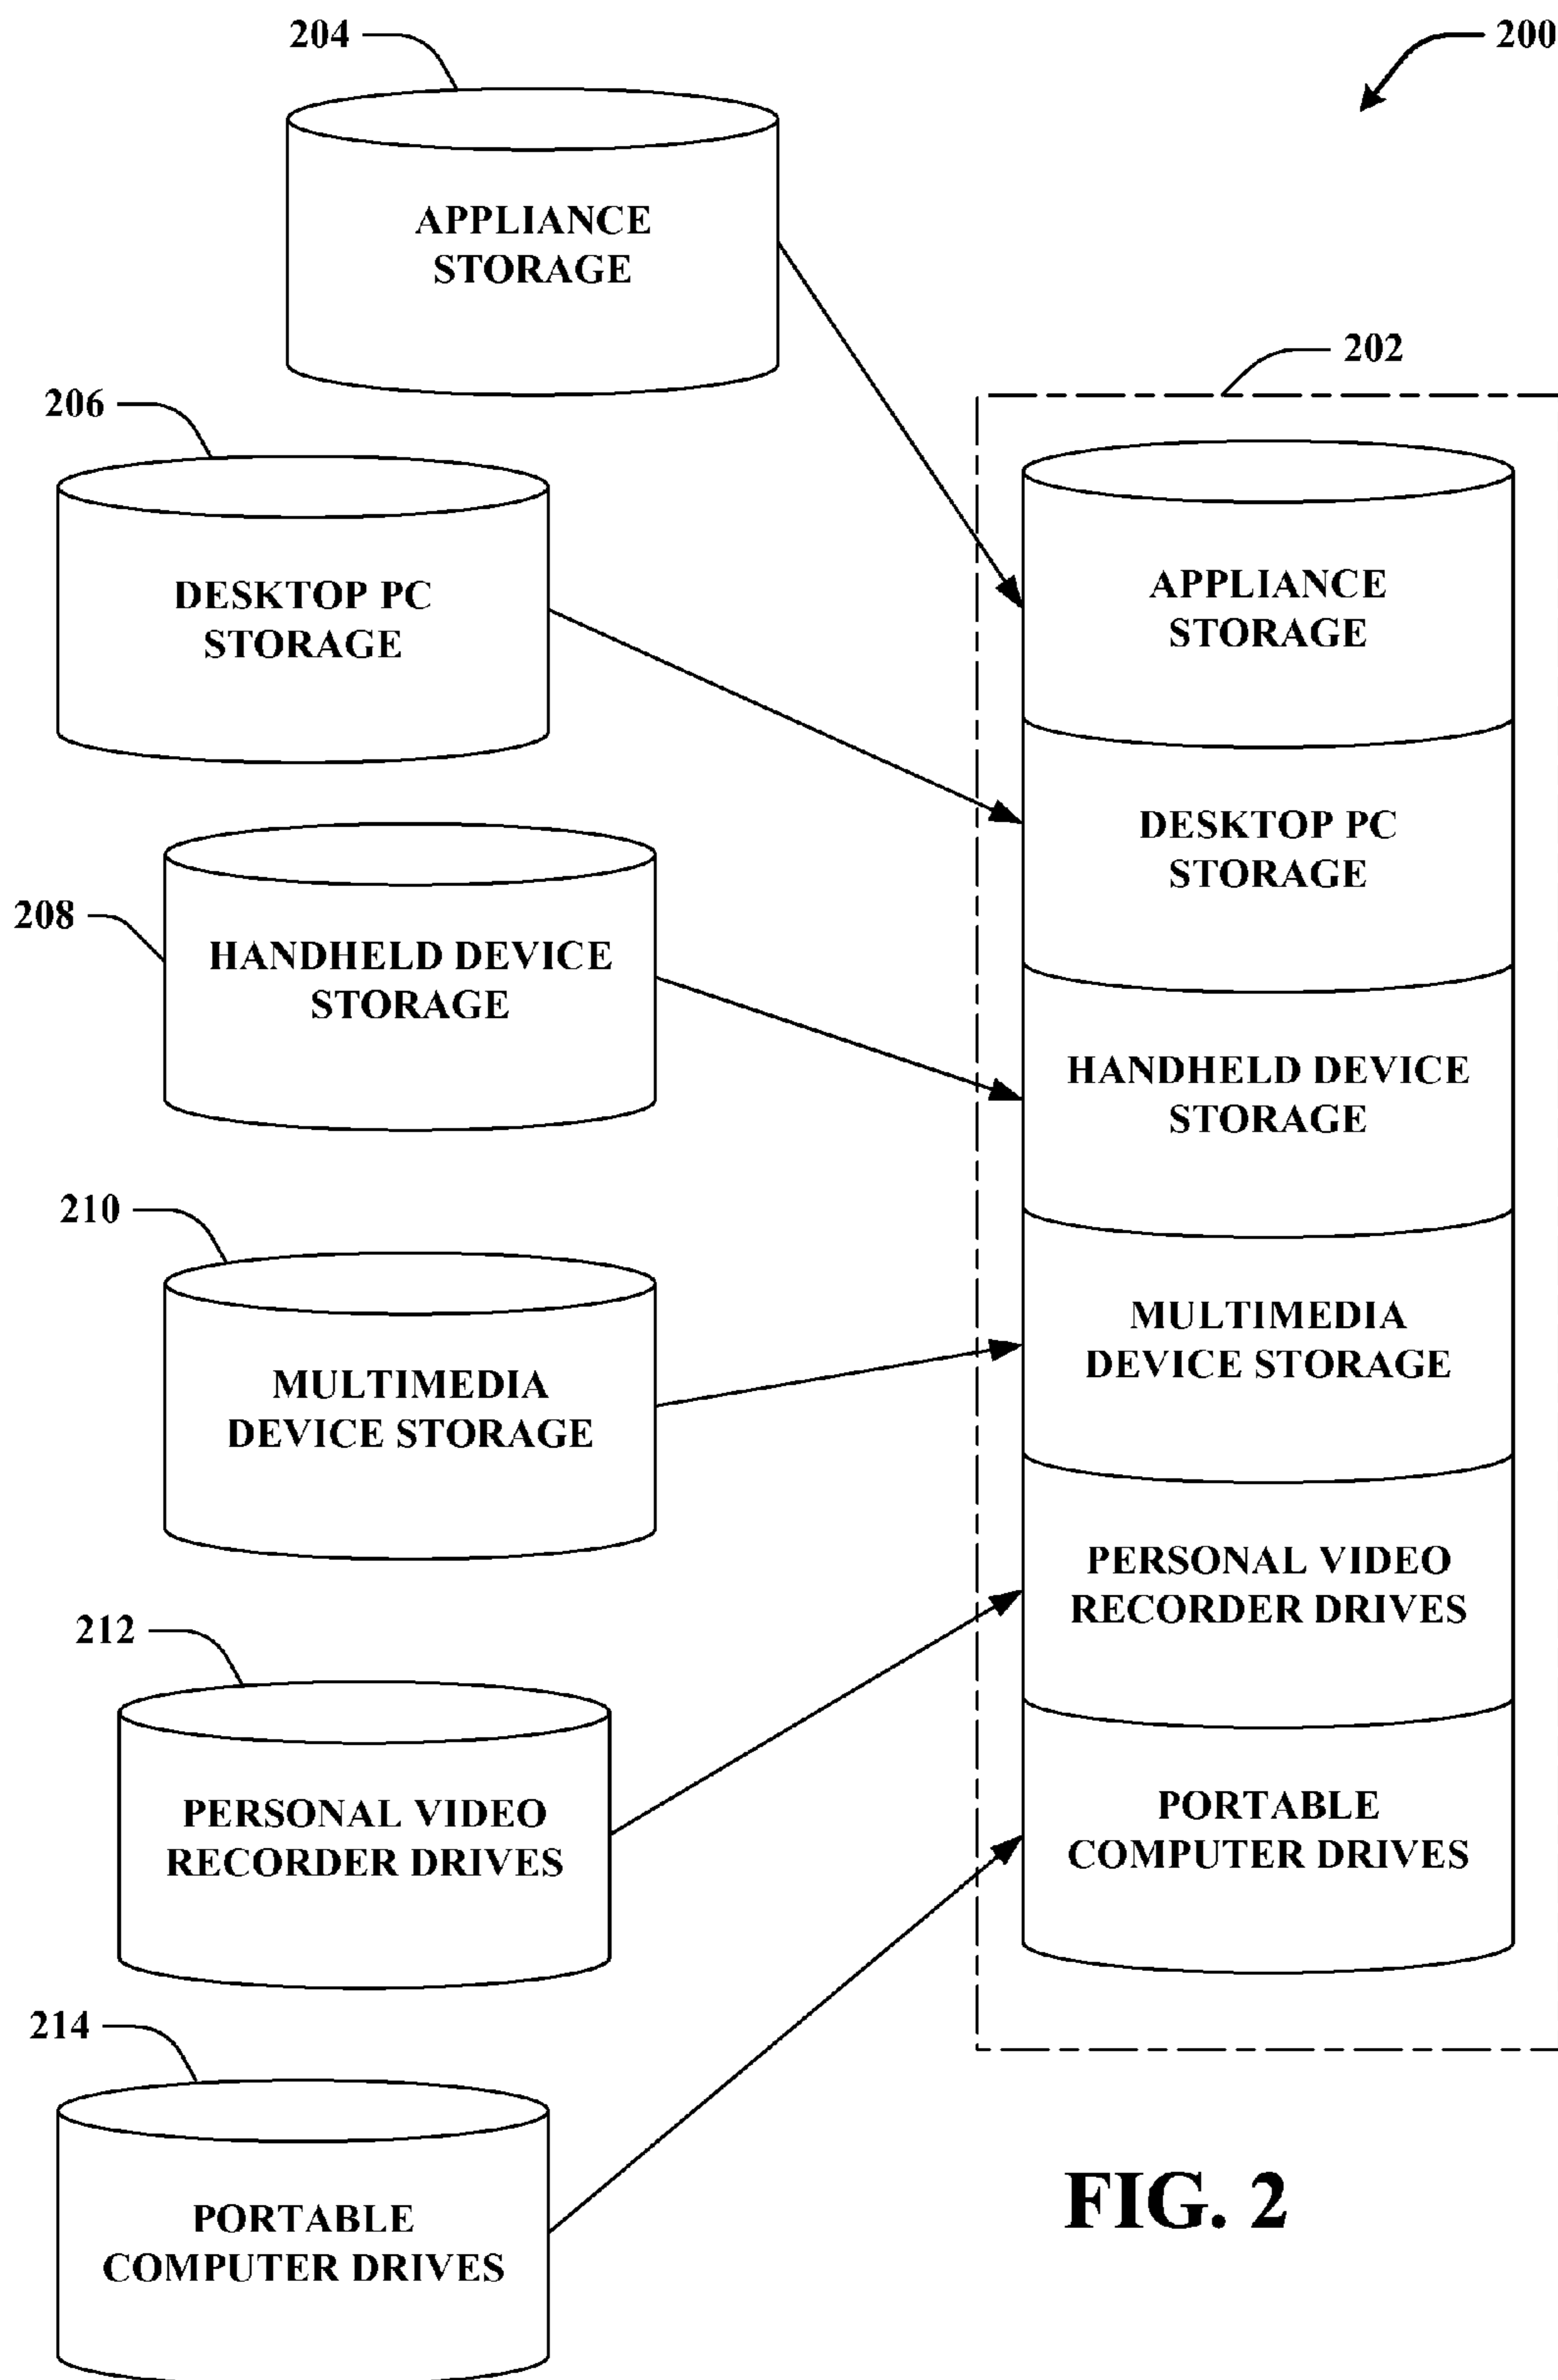 204
200
APPLIANCE
STORAGE
202
206
DESKTOP PC
STORAGE
208
HANDHELD DEVICE
STORAGE
210
MULTIMEDIA
DEVICE STORAGE
212
PERSONAL VIDEO
RECORDER DRIVES
214
PORTABLE
COMPUTER DRIVES
APPLIANCE
STORAGE
DESKTOP PC
STORAGE
HANDHELD DEVICE
STORAGE
MULTIMEDIA
DEVICE STORAGE
PERSONAL VIDEO
RECORDER DRIVES
PORTABLE
COMPUTER DRIVES
FIG. 2